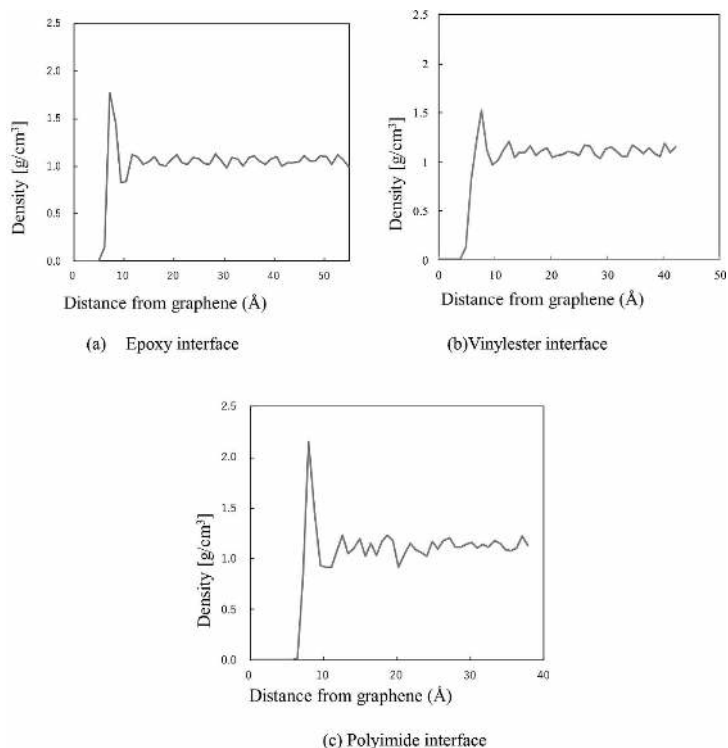 2.5
2.0
1.5
1.0
0.5
0.0
Density [g/cm³]
0 10 20 30 40 50
Distance from graphene (Å)
(a) Epoxy interface
2.5
2
1.5
1
0.5
0
Density [g/cm³]
0 10 20 30 40 50
Distance from graphene (Å)
(b)Vinylester interface
2.5
2.0
1.5
1.0
0.5
0.0
Density [g/cm³]
0 10 20 30 40
Distance from graphene (Å)
(c) Polyimide interface